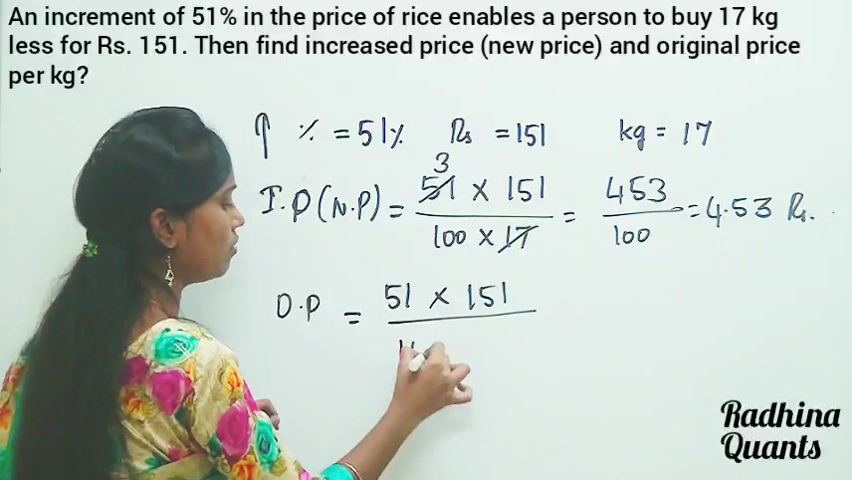 An increment of 51% in the price of rice enables a person to buy 17 kg
less for Rs. 151. Then find increased price (new price) and original price
per kg?
↑ % = 51% Rs = 151 kg = 17
3
I.P (N.P) = 51 × 151 / 100 × 17 = 453 / 100 = 4.53 Rs.
O.P = 51 × 151
Radhina
Quants